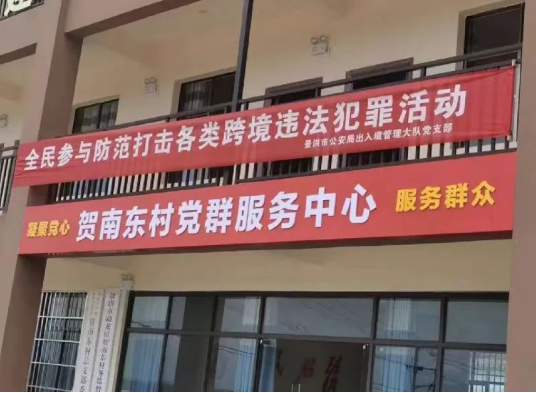 全民参与防范打击各类跨境违法犯罪活动
景洪市公安局出入境管理大队党支部
凝聚党心 贺南东村党群服务中心 服务群众